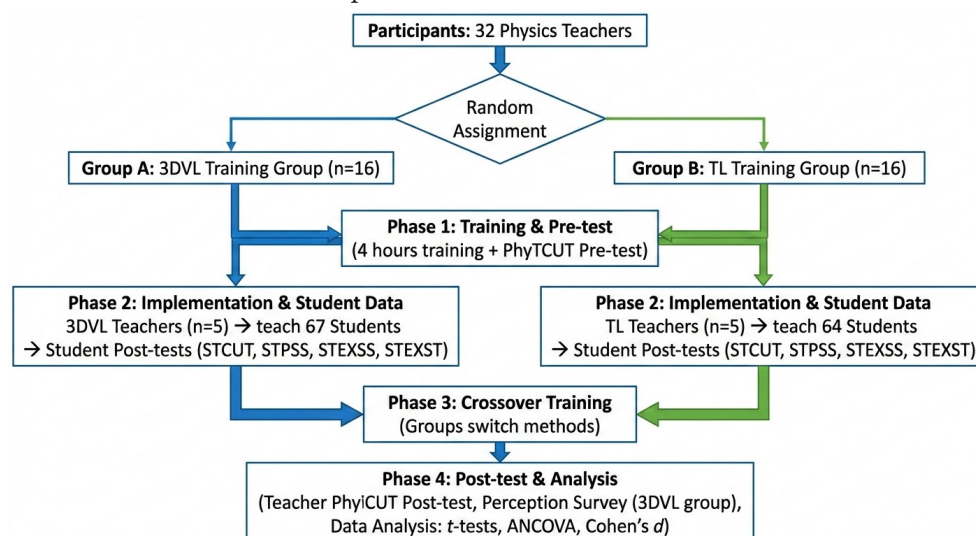 Participants: 32 Physics Teachers
Random
Assignment
Group A: 3DVL Training Group (n=16)
Group B: TL Training Group (n=16)
Phase 1: Training & Pre-test
(4 hours training + PhyTCUT Pre-test)
Phase 2: Implementation & Student Data
3DVL Teachers (n=5) → teach 67 Students
→ Student Post-tests (STCUT, STPSS, STEXSS, STEXST)
Phase 2: Implementation & Student Data
TL Teachers (n=5) → teach 64 Students
→ Student Post-tests (STCUT, STPSS, STEXSS, STEXST)
Phase 3: Crossover Training
(Groups switch methods)
Phase 4: Post-test & Analysis
(Teacher PhyiCUT Post-test, Perception Survey (3DVL group),
Data Analysis: t-tests, ANCOVA, Cohen's d)